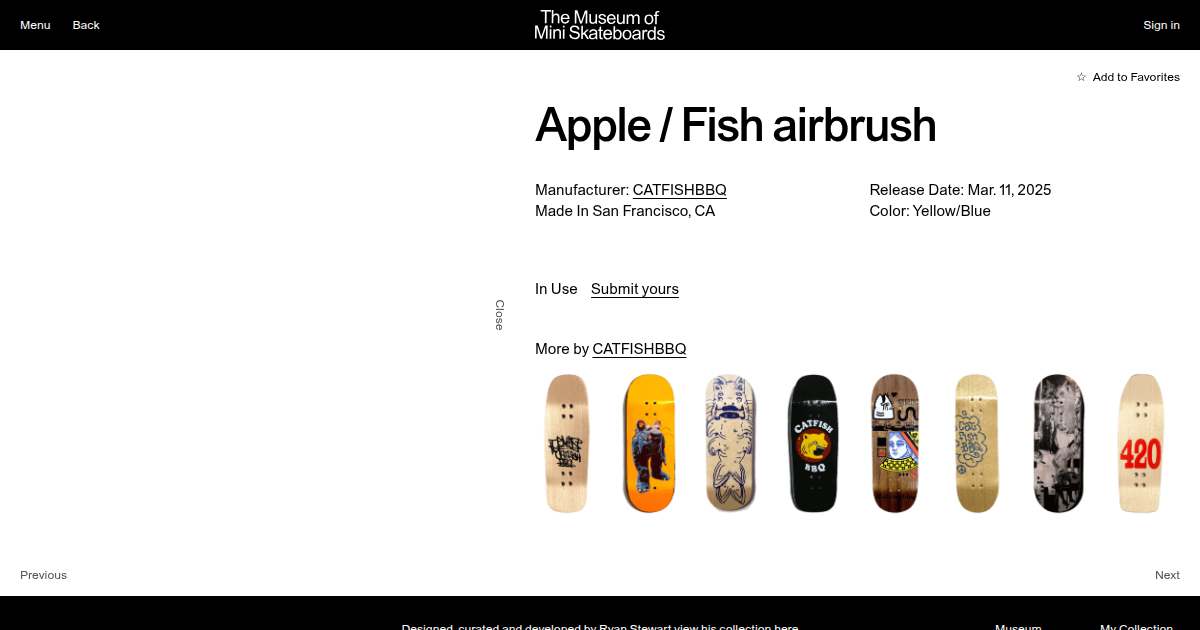 Menu
Back
The Museum of
Mini Skateboards
Sign in
☆ Add to Favorites
Apple / Fish airbrush
Manufacturer: CATFISHBBQ
Made In San Francisco, CA
Release Date: Mar. 11, 2025
Color: Yellow/Blue
In Use Submit yours
Close
More by CATFISHBBQ
CATFISH
BBQ
420
Previous
Next
Designed, curated and developed by Ryan Stewart view his collection here
Museum
My Collection